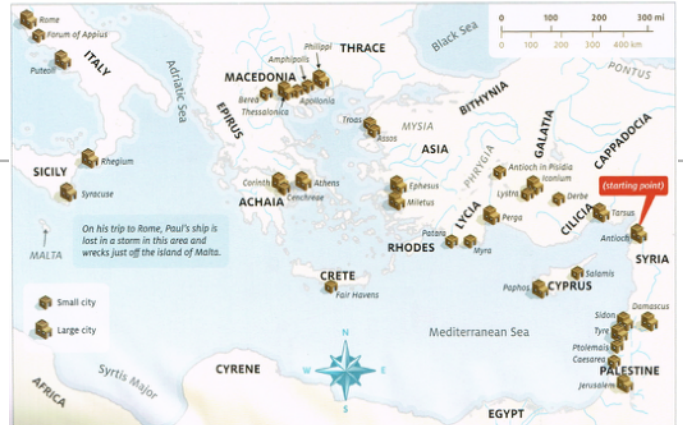 Rome
Forum of Appius
Puteoli
ITALY
Adriatic Sea
Black Sea
0 100 200 300 mi
0 100 200 300 400 km
PONTUS
THRACE
Philippi
Amphipolis
MACEDONIA
Berea
Thessalonica
Apollonia
EPIRUS
BITHYNIA
Troas
Assos
MYSIA
ASIA
GALATIA
CAPPADOCIA
PHRYGIA
Antioch in Pisidia
Iconium
Lystra
Derbe
(starting point)
Rhegium
SICILY
Syracuse
Corinth
Athens
Cenchreae
ACHAIA
Ephesus
Miletus
LYCIA
Perga
CILICIA
Tarsus
Antioch
SYRIA
Patara
Myra
RHODES
MALTA
On his trip to Rome, Paul's ship is
lost in a storm in this area and
wrecks just off the island of Malta.
CRETE
Fair Havens
Salamis
Paphos
CYPRUS
Small city
Large city
Damascus
Sidon
Tyre
Ptolemais
Caesarea
PALESTINE
Jerusalem
Mediterranean Sea
N
W E
S
CYRENE
Syrtis Major
AFRICA
EGYPT